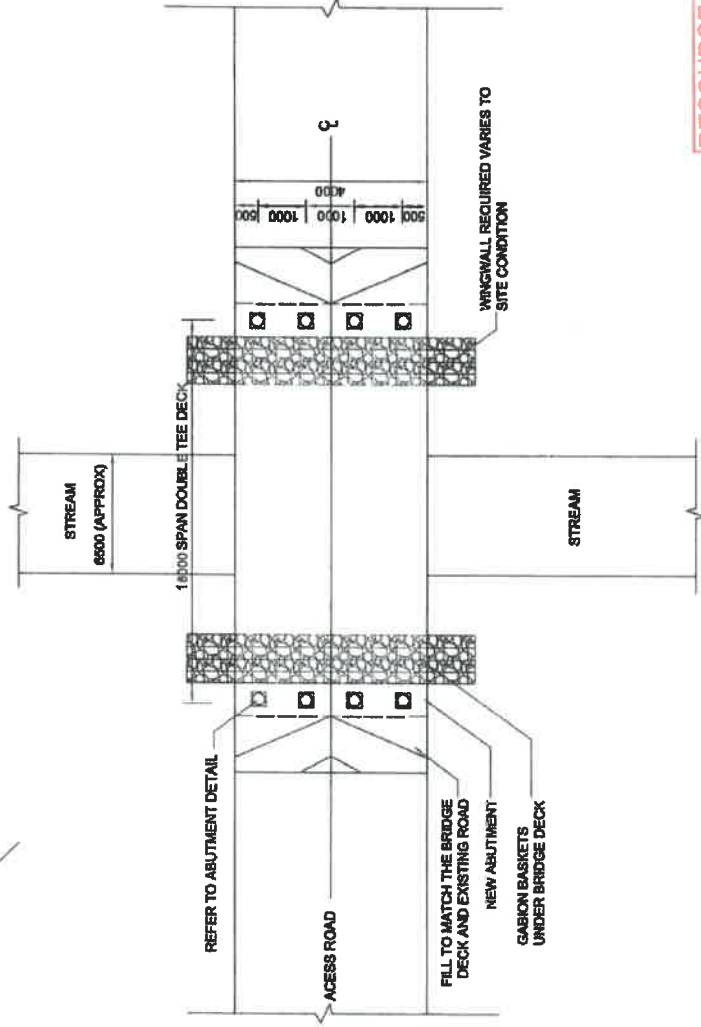 STREAM
6500 (APPROX)
SPAN DOUBLE TEE DECK
REFER TO ABUTMENT DETAIL
ACESS ROAD
FILL TO MATCH THE BRIDGE
DECK AND EXISTING ROAD
NEW ABUTMENT
GABION BASKETS
UNDER BRIDGE DECK
STREAM
WINGWALL REQUIRED VARIES TO
SITE CONDITION
500
1000
1000
1000
500
4000
CL